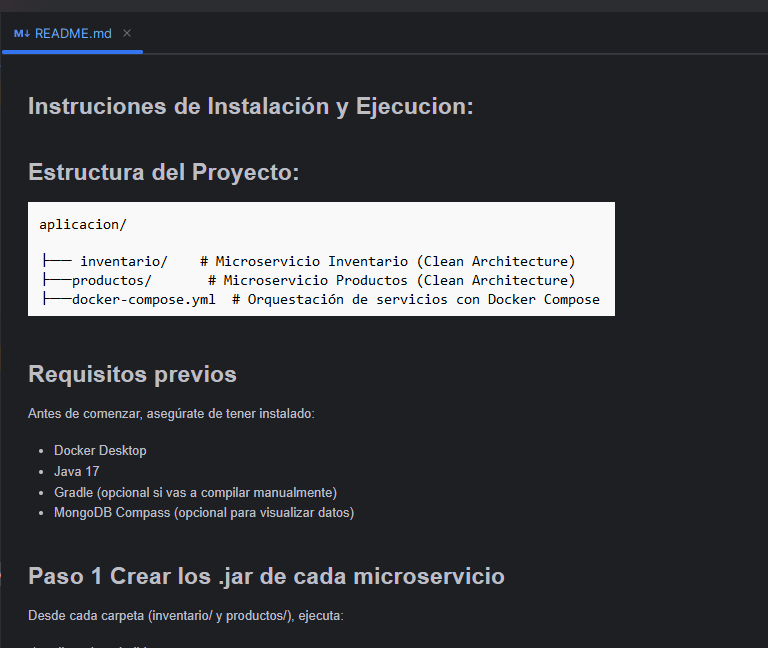 M↓ README.md ×
Instruciones de Instalación y Ejecucion:
Estructura del Proyecto:
aplicacion/
├── inventario/    # Microservicio Inventario (Clean Architecture)
├──productos/       # Microservicio Productos (Clean Architecture)
├──docker-compose.yml  # Orquestación de servicios con Docker Compose
Requisitos previos
Antes de comenzar, asegúrate de tener instalado:
• Docker Desktop
• Java 17
• Gradle (opcional si vas a compilar manualmente)
• MongoDB Compass (opcional para visualizar datos)
Paso 1 Crear los .jar de cada microservicio
Desde cada carpeta (inventario/ y productos/), ejecuta: